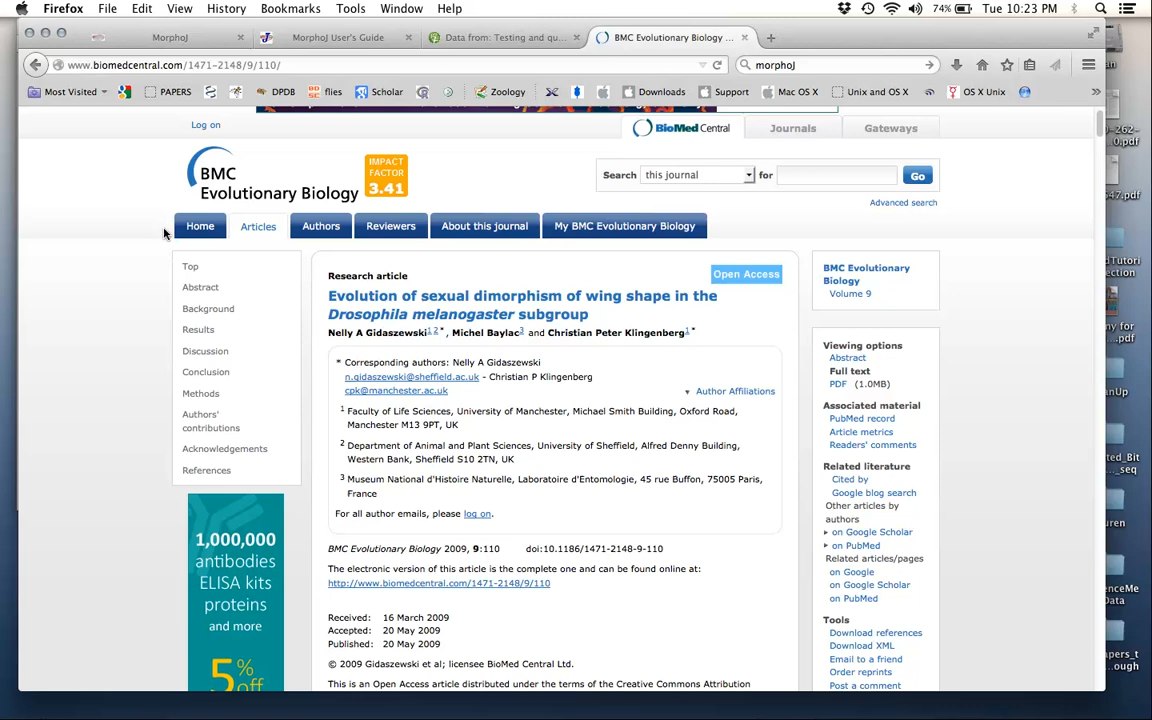 Firefox File Edit View History Bookmarks Tools Window Help 74% Tue 10:23 PM
MorphoJ MorphoJ User's Guide Data from: Testing and qu... BMC Evolutionary Biology ...
www.biomedcentral.com/1471-2148/9/110/ morphoJ
Most Visited PAPERS DPDB flies Scholar Zoology Downloads Support Mac OS X Unix and OS X OS X Unix
Log on
BioMed Central Journals Gateways
BMC
Evolutionary Biology
IMPACT
FACTOR
3.41
Search this journal for Go
Advanced search
Home Articles Authors Reviewers About this journal My BMC Evolutionary Biology
Top
Abstract
Background
Results
Discussion
Conclusion
Methods
Authors'
contributions
Acknowledgements
References
1,000,000
antibodies
ELISA kits
proteins
and more
5%
off
Research article
Open Access
Evolution of sexual dimorphism of wing shape in the
Drosophila melanogaster subgroup
Nelly A Gidaszewski1 2 *, Michel Baylac3 and Christian Peter Klingenberg1 *
* Corresponding authors: Nelly A Gidaszewski
n.gidaszewski@sheffield.ac.uk - Christian P Klingenberg
cpk@manchester.ac.uk
Author Affiliations
1 Faculty of Life Sciences, University of Manchester, Michael Smith Building, Oxford Road,
Manchester M13 9PT, UK
2 Department of Animal and Plant Sciences, University of Sheffield, Alfred Denny Building,
Western Bank, Sheffield S10 2TN, UK
3 Museum National d'Histoire Naturelle, Laboratoire d'Entomologie, 45 rue Buffon, 75005 Paris,
France
For all author emails, please log on.
BMC Evolutionary Biology 2009, 9:110 doi:10.1186/1471-2148-9-110
The electronic version of this article is the complete one and can be found online at:
http://www.biomedcentral.com/1471-2148/9/110
Received: 16 March 2009
Accepted: 20 May 2009
Published: 20 May 2009
© 2009 Gidaszewski et al; licensee BioMed Central Ltd.
This is an Open Access article distributed under the terms of the Creative Commons Attribution
BMC Evolutionary
Biology
Volume 9
Viewing options
Abstract
Full text
PDF (1.0MB)
Associated material
PubMed record
Article metrics
Readers' comments
Related literature
Cited by
Google blog search
Other articles by
authors
on Google Scholar
on PubMed
Related articles/pages
on Google
on Google Scholar
on PubMed
Tools
Download references
Download XML
Email to a friend
Order reprints
Post a comment